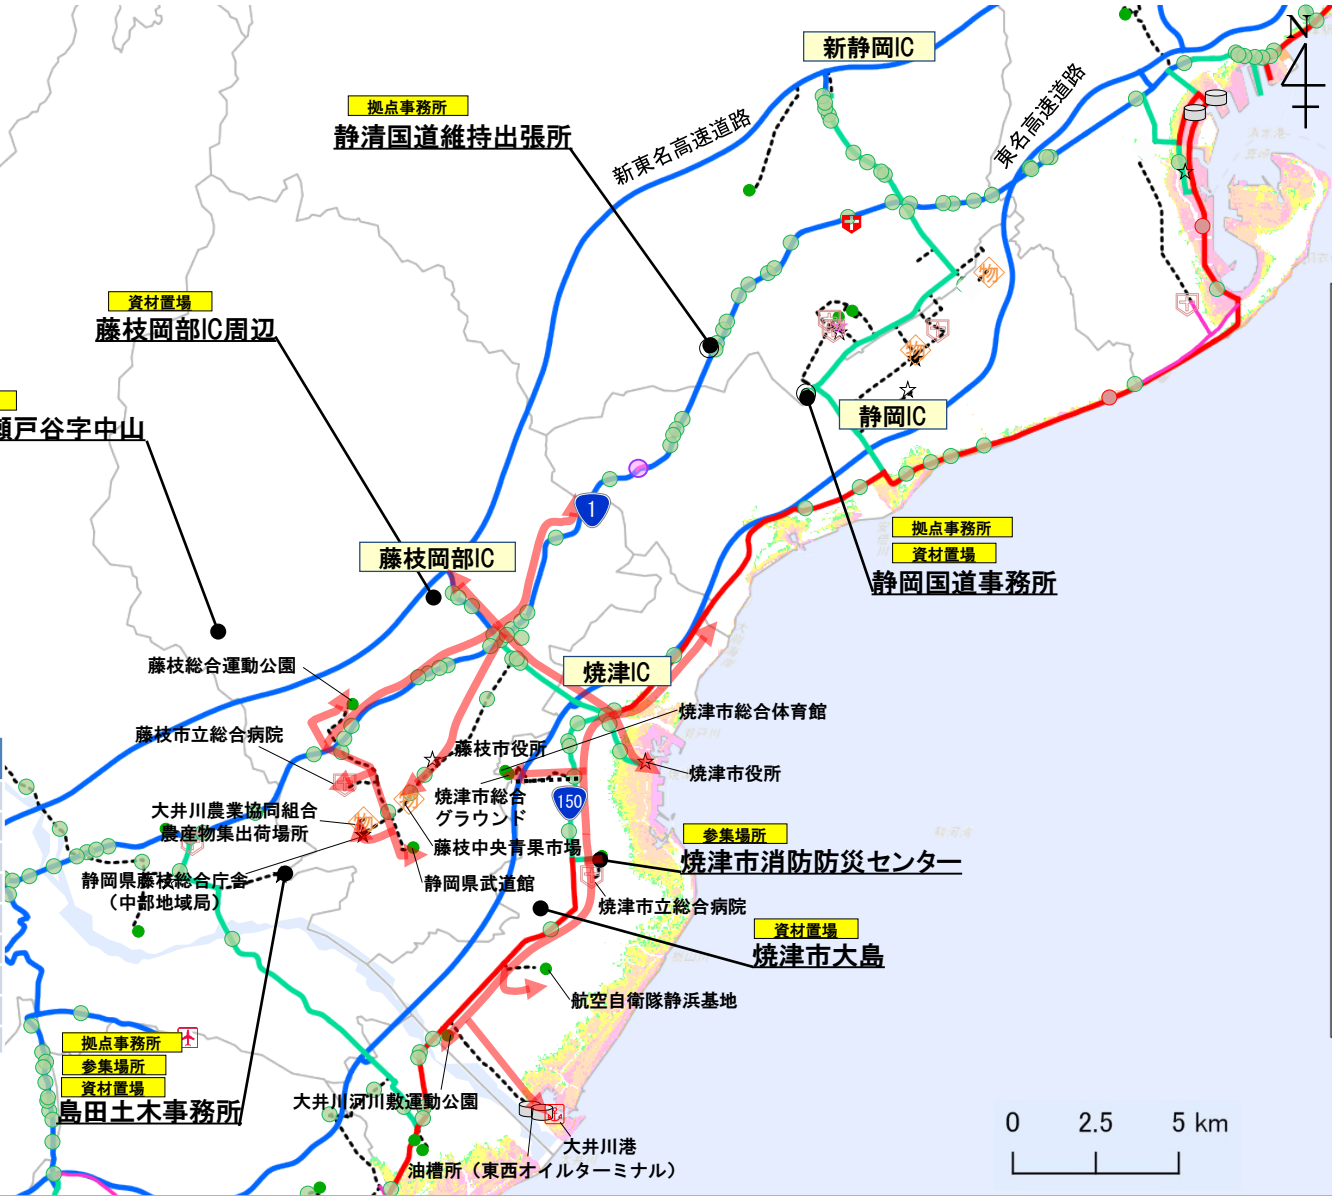 新静岡IC
N
拠点事務所
静清国道維持出張所
新東名高速道路
東名高速道路
物
資材置場
藤枝岡部IC周辺
物
静岡IC
瀬戸谷字中山
1
拠点事務所
資材置場
静岡国道事務所
藤枝岡部IC
焼津IC
藤枝総合運動公園
焼津市総合体育館
藤枝市立総合病院
藤枝市役所
焼津市役所
焼津市総合
グラウンド
150
物
大井川農業協同組合
農産物集出荷場所
物
藤枝中央青果市場
参集場所
焼津市消防防災センター
静岡県藤枝総合庁舎
（中部地域局）
静岡県武道館
焼津市立総合病院
資材置場
焼津市大島
航空自衛隊静浜基地
拠点事務所
参集場所
資材置場
島田土木事務所
大井川河川敷運動公園
大井川港
油槽所（東西オイルターミナル）
0 2.5 5 km